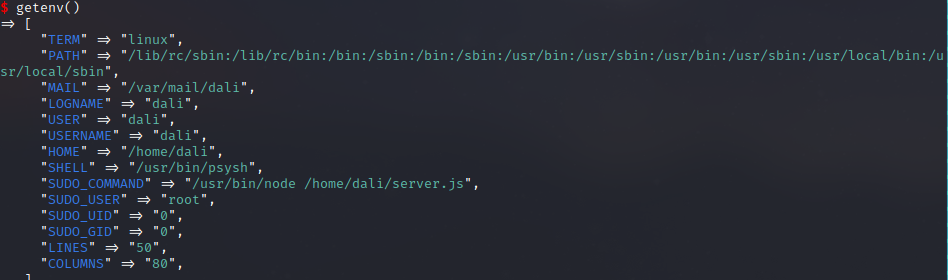 $ getenv()
⇒ [
"TERM" ⇒ "linux",
"PATH" ⇒ "/lib/rc/sbin:/lib/rc/bin:/bin:/sbin:/bin:/sbin:/usr/bin:/usr/sbin:/usr/bin:/usr/sbin:/usr/local/bin:/u
sr/local/sbin",
"MAIL" ⇒ "/var/mail/dali",
"LOGNAME" ⇒ "dali",
"USER" ⇒ "dali",
"USERNAME" ⇒ "dali",
"HOME" ⇒ "/home/dali",
"SHELL" ⇒ "/usr/bin/psysh",
"SUDO_COMMAND" ⇒ "/usr/bin/node /home/dali/server.js",
"SUDO_USER" ⇒ "root",
"SUDO_UID" ⇒ "0",
"SUDO_GID" ⇒ "0",
"LINES" ⇒ "50",
"COLUMNS" ⇒ "80",
]